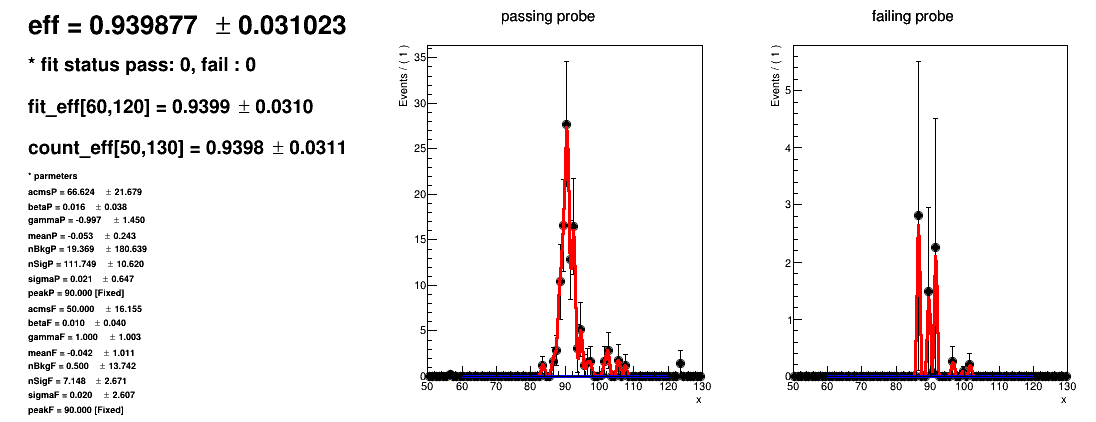 eff = 0.939877 ± 0.031023
* fit status pass: 0, fail : 0
fit_eff[60,120] = 0.9399 ± 0.0310
count_eff[50,130] = 0.9398 ± 0.0311
* parmeters
acmsP = 66.624 ± 21.679
betaP = 0.016 ± 0.038
gammaP = -0.997 ± 1.450
meanP = -0.053 ± 0.243
nBkgP = 19.369 ± 180.639
nSigP = 111.749 ± 10.620
sigmaP = 0.021 ± 0.647
peakP = 90.000 [Fixed]
acmsF = 50.000 ± 16.155
betaF = 0.010 ± 0.040
gammaF = 1.000 ± 1.003
meanF = -0.042 ± 1.011
nBkgF = 0.500 ± 13.742
nSigF = 7.148 ± 2.671
sigmaF = 0.020 ± 2.607
peakF = 90.000 [Fixed]
passing probe
Events / ( 1 )
35
30
25
20
15
10
5
0
50 60 70 80 90 100 110 120 130
x
failing probe
Events / ( 1 )
5
4
3
2
1
0
50 60 70 80 90 100 110 120 130
x